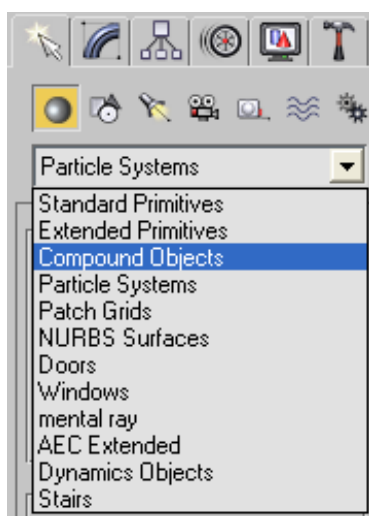 Particle Systems
Standard Primitives
Extended Primitives
Compound Objects
Particle Systems
Patch Grids
NURBS Surfaces
Doors
Windows
mental ray
AEC Extended
Dynamics Objects
Stairs